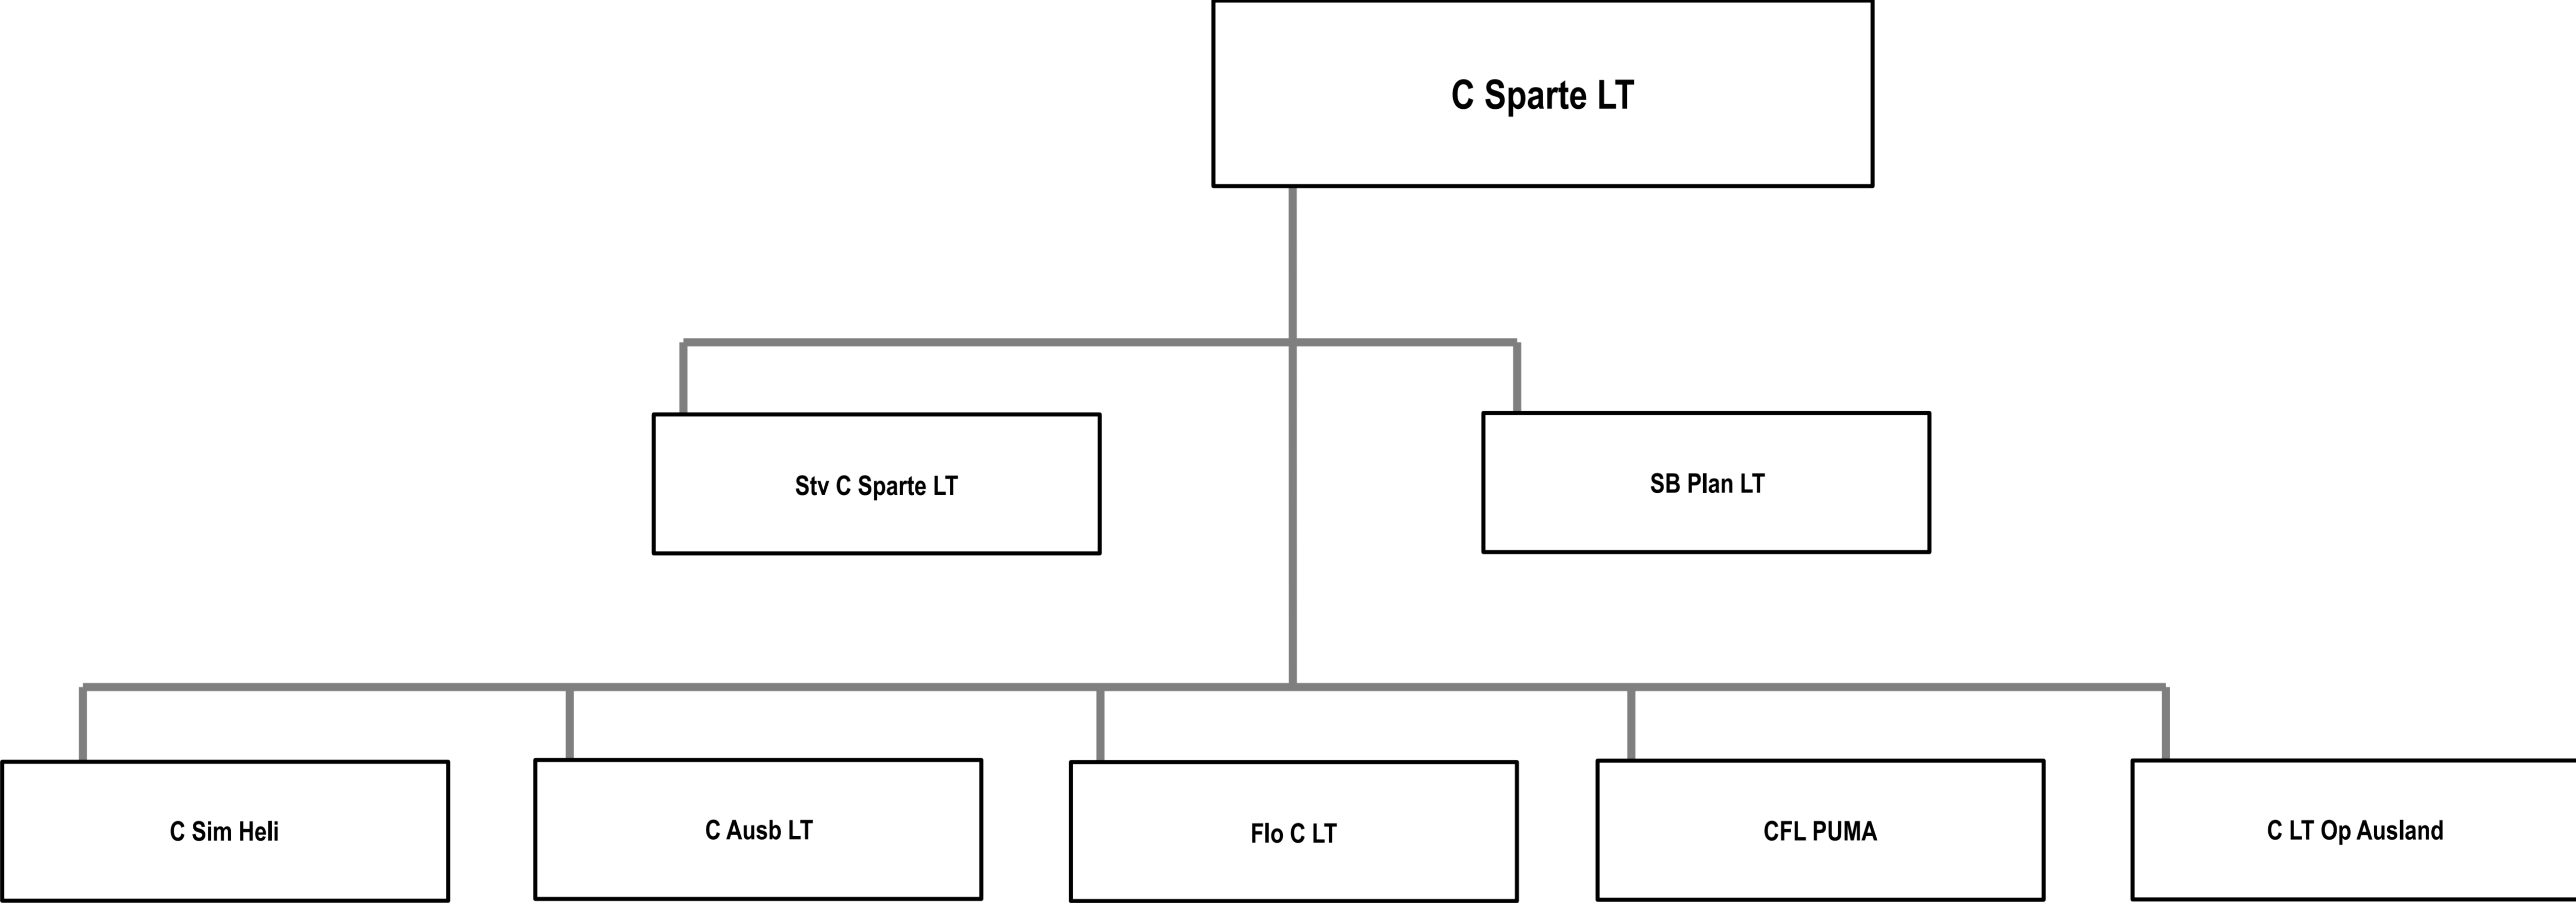 C Sparte LT
Stv C Sparte LT
SB Plan LT
C Sim Heli
C Ausb LT
Flo C LT
CFL PUMA
C LT Op Ausland